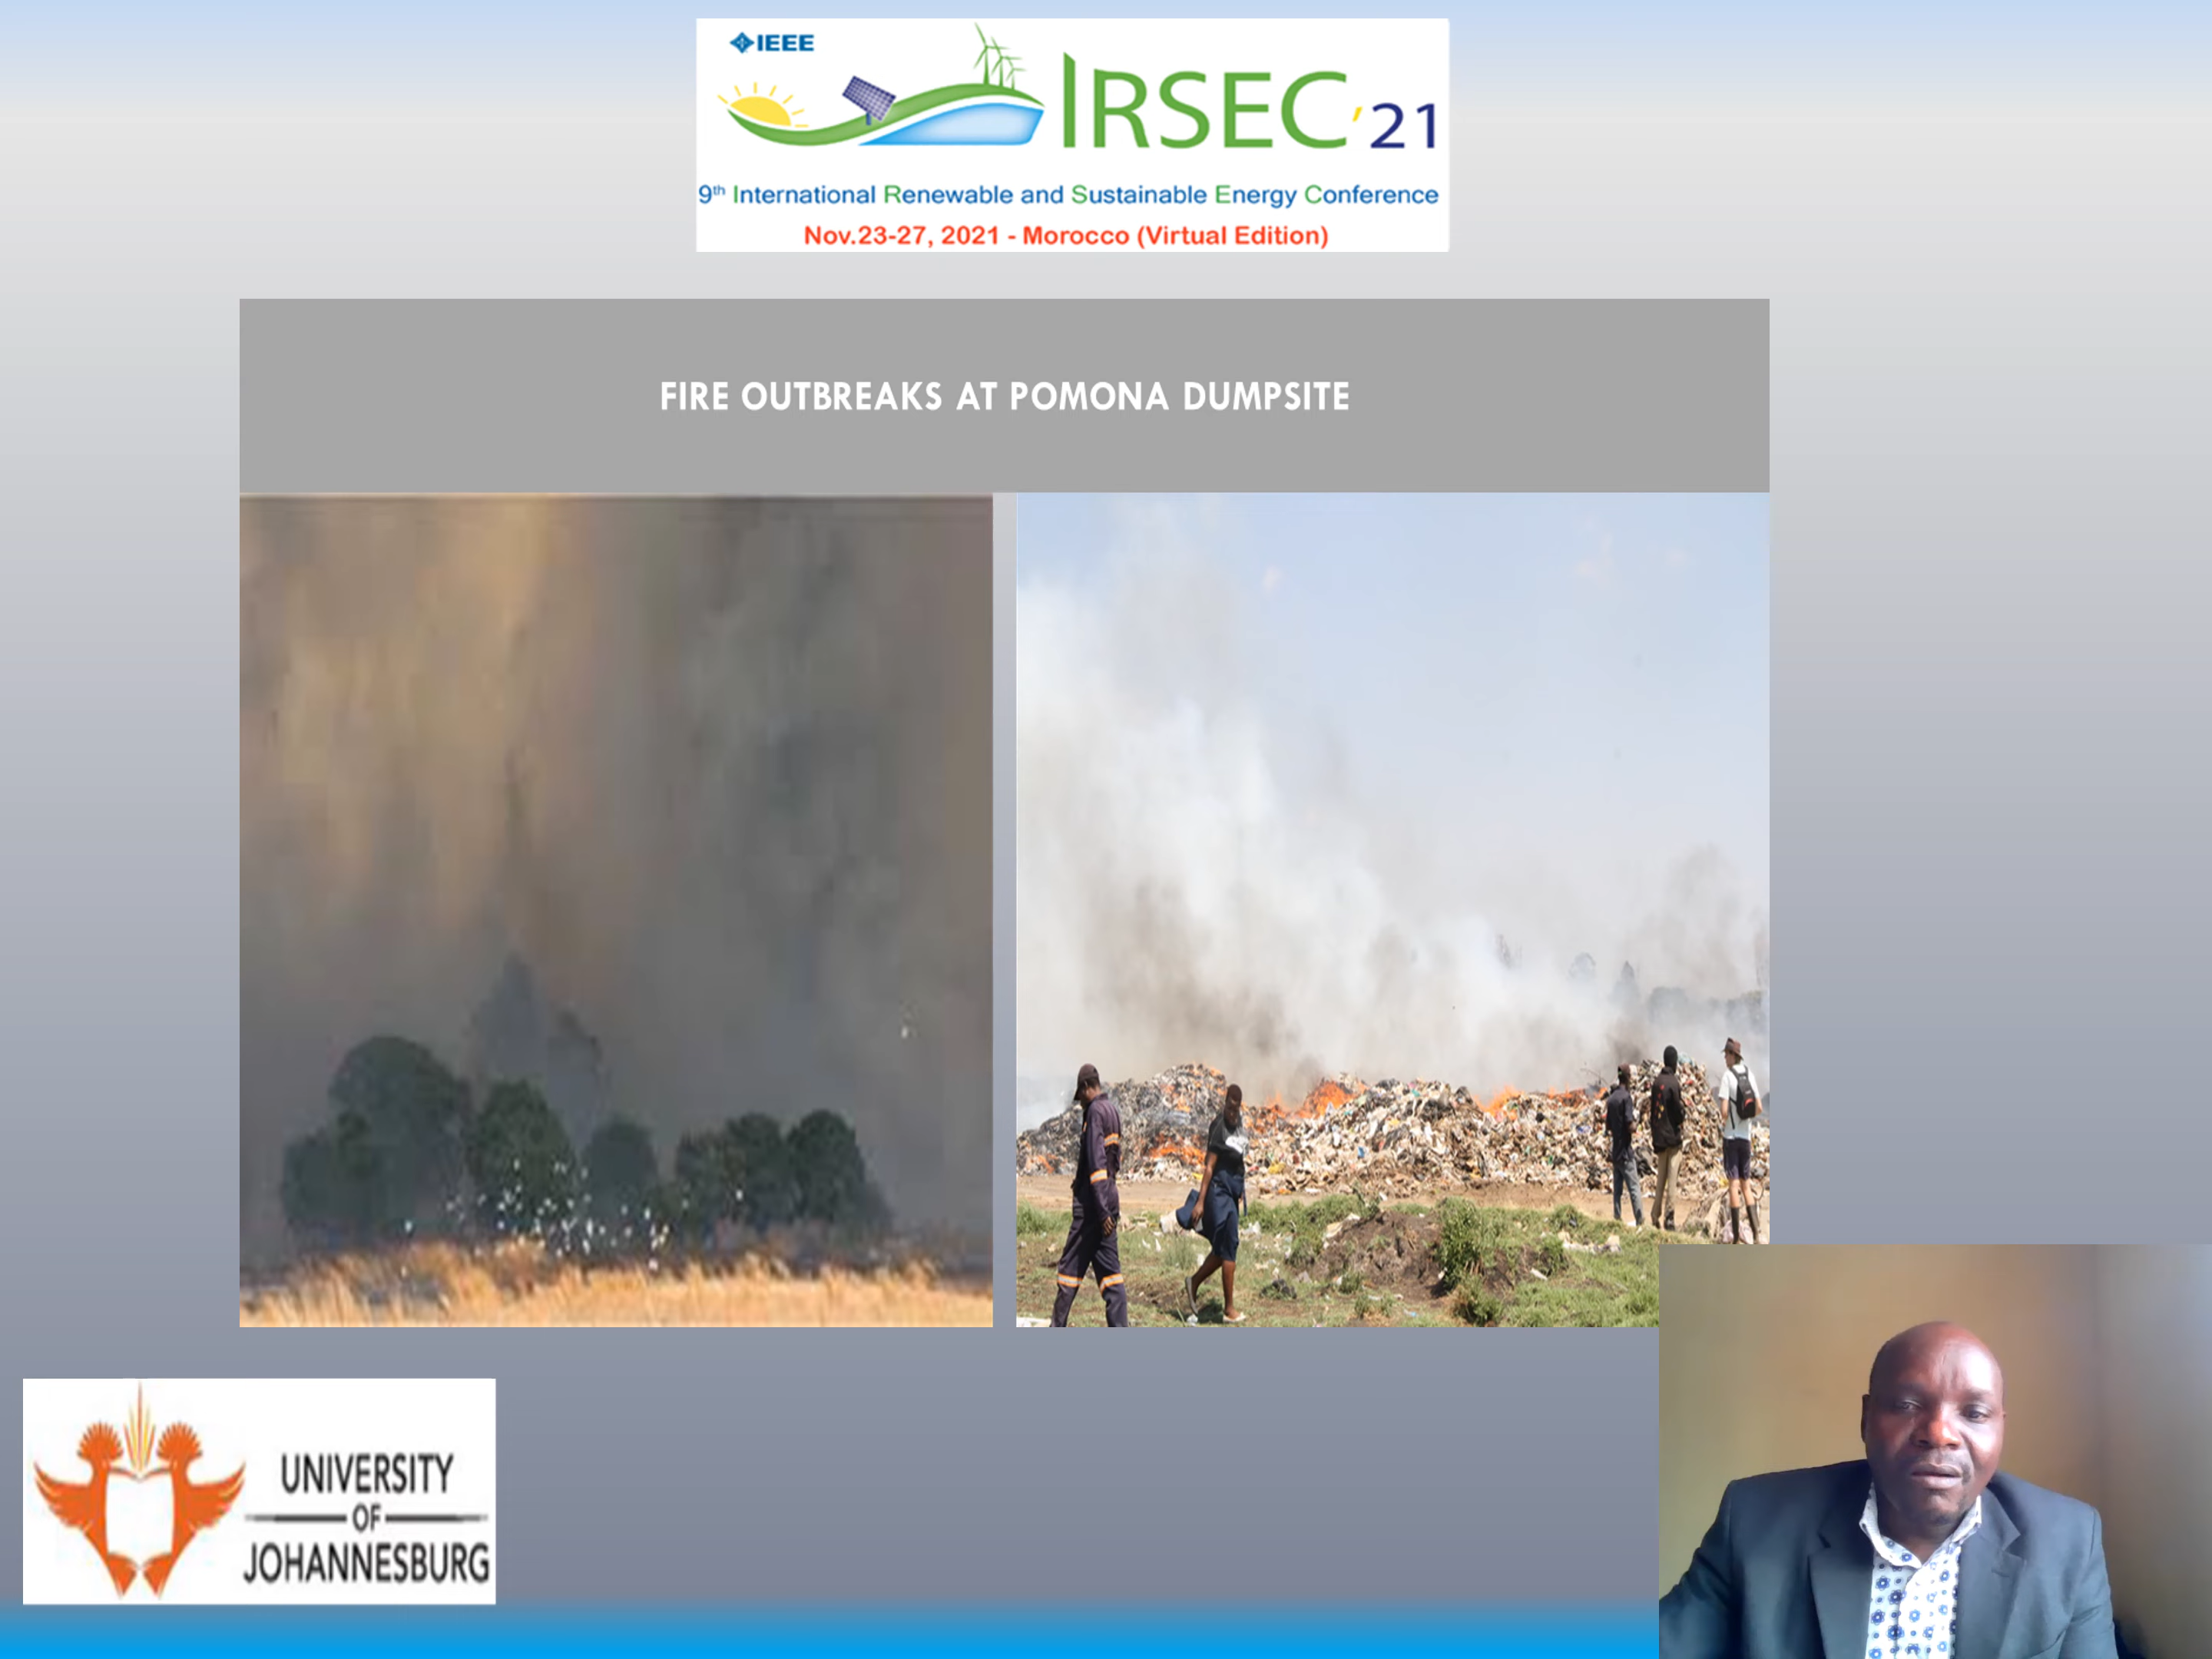 IEEE
IRSEC'21
9th International Renewable and Sustainable Energy Conference
Nov.23-27, 2021 - Morocco (Virtual Edition)
FIRE OUTBREAKS AT POMONA DUMPSITE
UNIVERSITY
OF
JOHANNESBURG